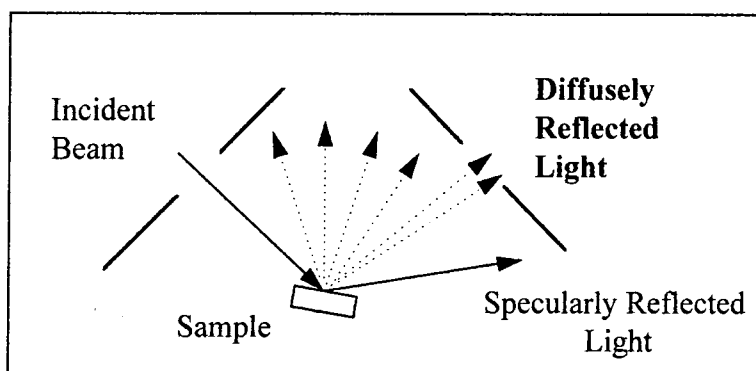 Incident
Beam
Diffusely
Reflected
Light
Sample
Specularly Reflected
Light